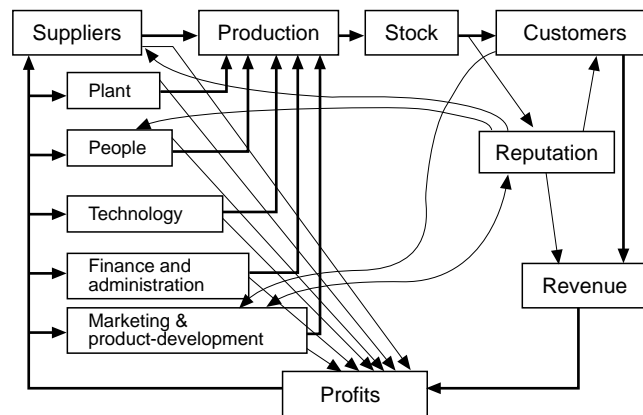 Suppliers
Production
Stock
Customers
Plant
People
Reputation
Technology
Finance and
administration
Revenue
Marketing &
product-development
Profits